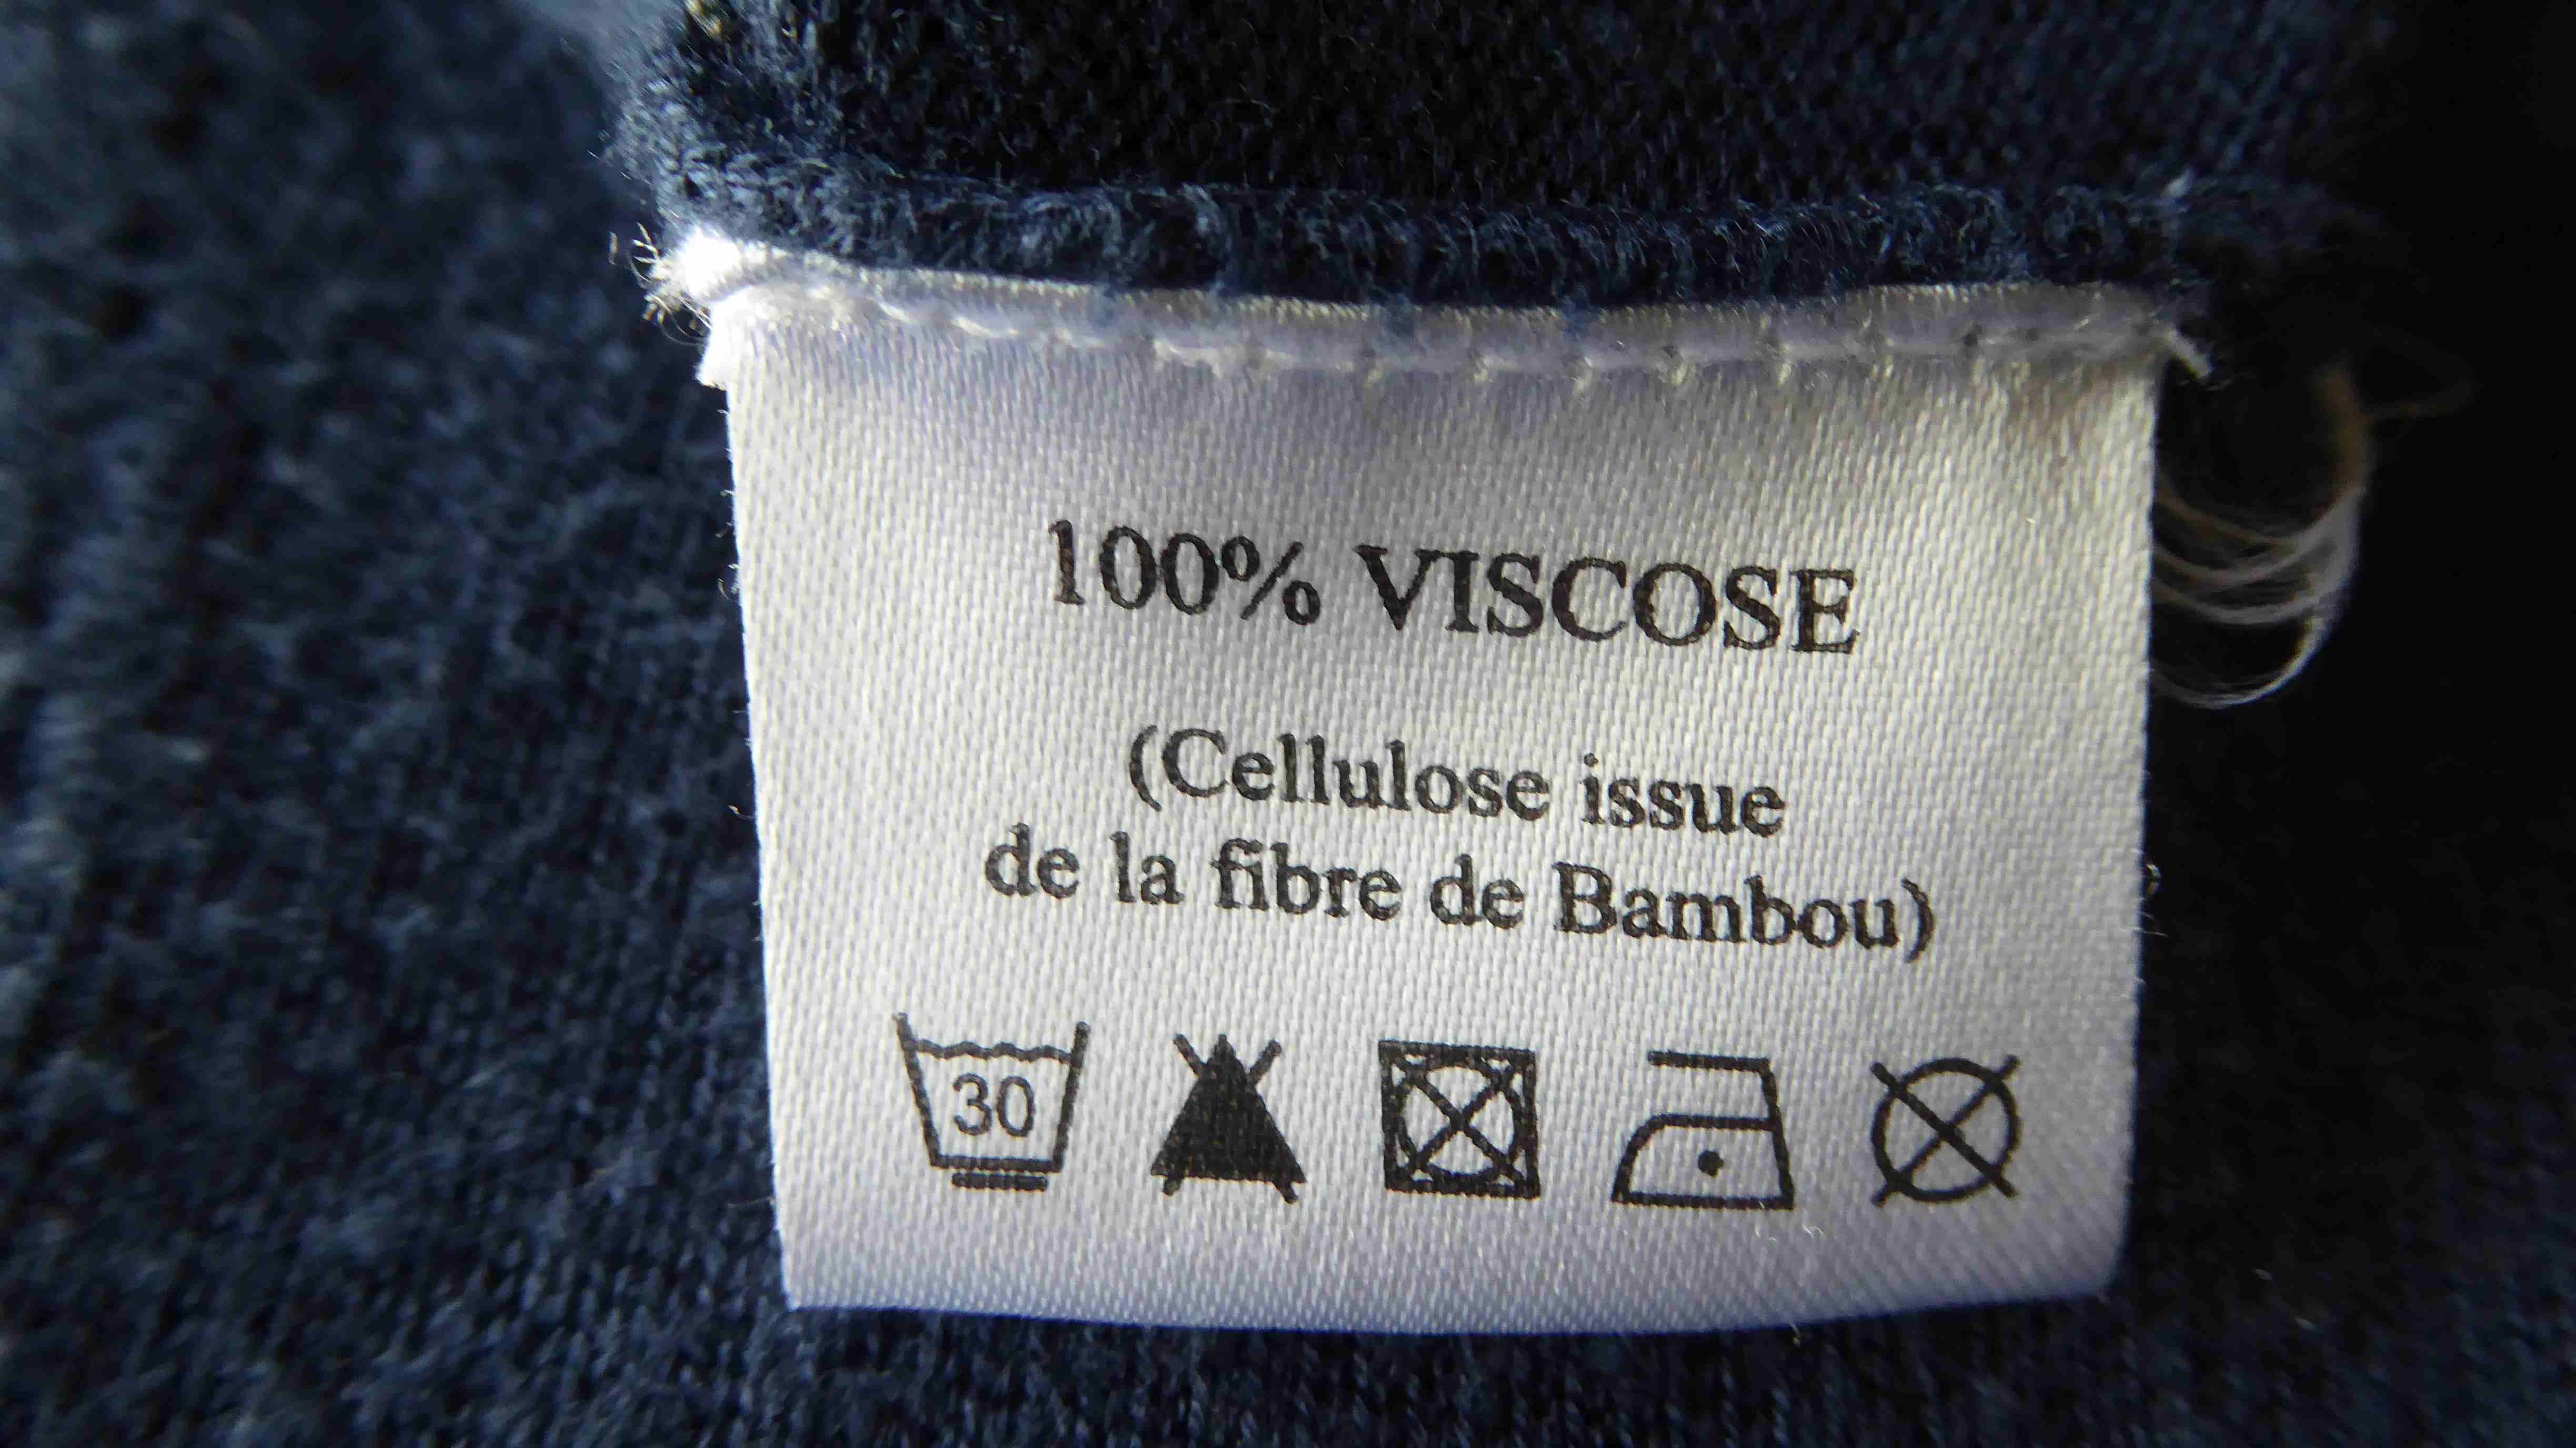 100% VISCOSE
(Cellulose issue
de la fibre de Bambou)
30